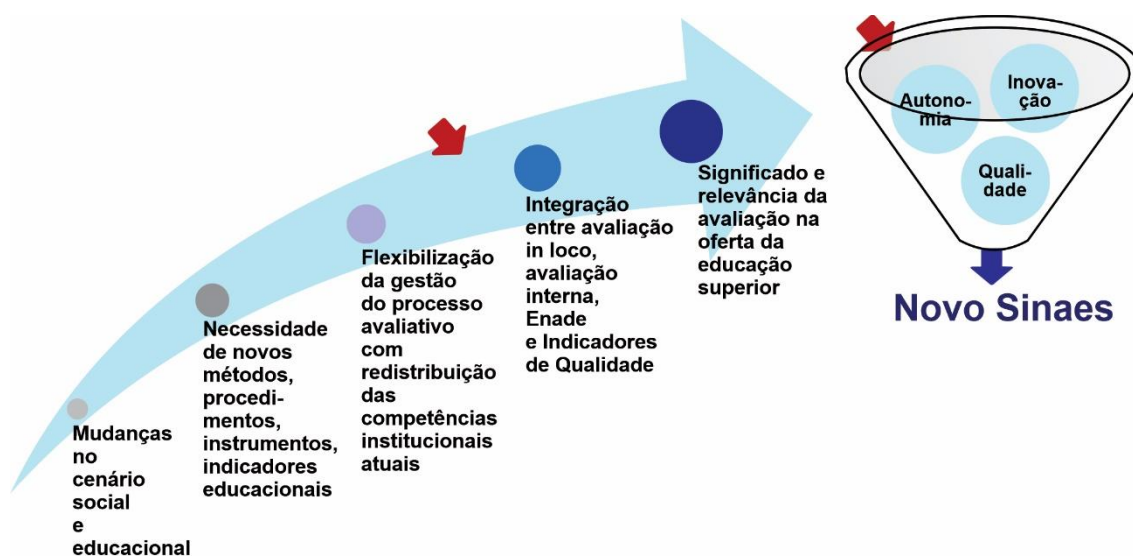 Mudanças
no
cenário
social
e
educacional
Necessidade
de novos
métodos,
procedi-
mentos,
instrumentos,
indicadores
educacionais
Flexibilização
da gestão
do processo
avaliativo
com
redistribuição
das
competências
institucionais
atuais
Integração
entre avaliação
in loco,
avaliação
interna,
Enade
e Indicadores
de Qualidade
Significado e
relevância da
avaliação na
oferta da
educação
superior
Autono-
mia
Inova-
ção
Quali-
dade
Novo Sinaes